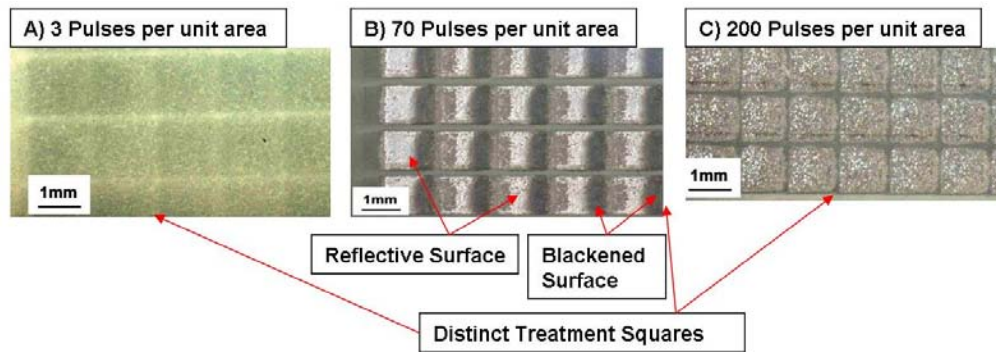 A) 3 Pulses per unit area
B) 70 Pulses per unit area
C) 200 Pulses per unit area
1mm
1mm
1mm
Reflective Surface
Blackened
Surface
Distinct Treatment Squares